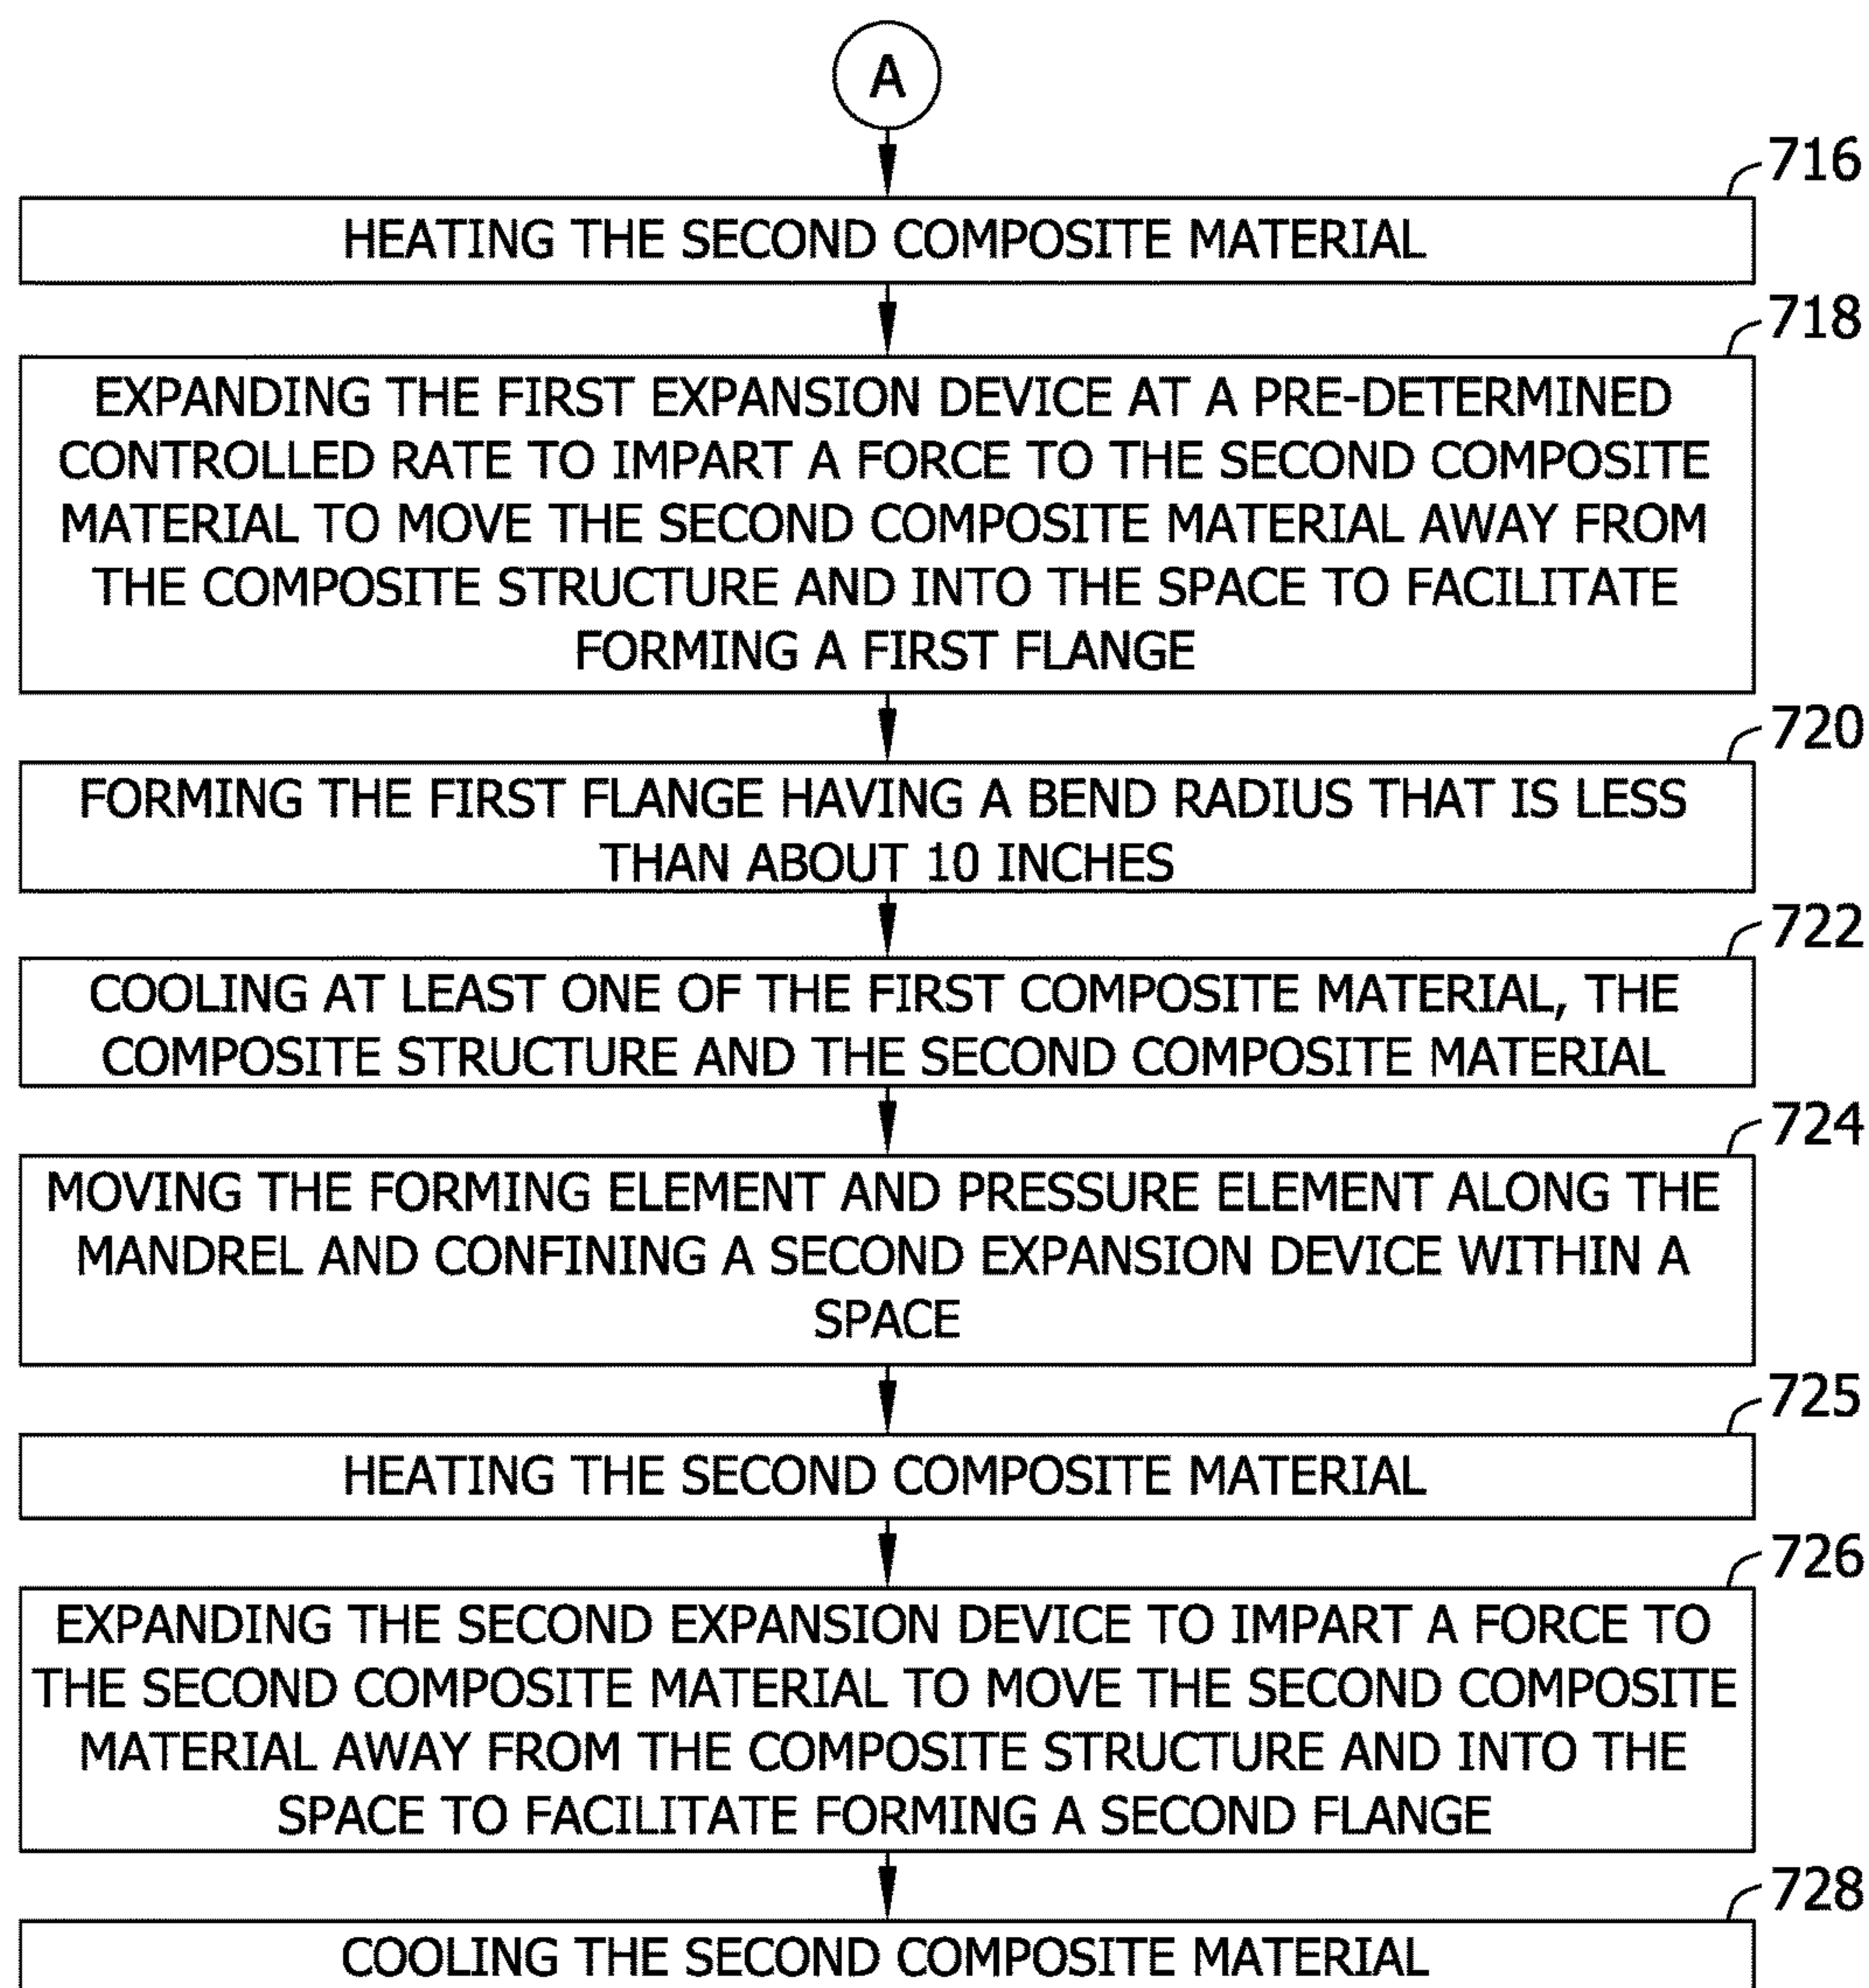 A
716
HEATING THE SECOND COMPOSITE MATERIAL
718
EXPANDING THE FIRST EXPANSION DEVICE AT A PRE-DETERMINED
CONTROLLED RATE TO IMPART A FORCE TO THE SECOND COMPOSITE
MATERIAL TO MOVE THE SECOND COMPOSITE MATERIAL AWAY FROM
THE COMPOSITE STRUCTURE AND INTO THE SPACE TO FACILITATE
FORMING A FIRST FLANGE
720
FORMING THE FIRST FLANGE HAVING A BEND RADIUS THAT IS LESS
THAN ABOUT 10 INCHES
722
COOLING AT LEAST ONE OF THE FIRST COMPOSITE MATERIAL, THE
COMPOSITE STRUCTURE AND THE SECOND COMPOSITE MATERIAL
724
MOVING THE FORMING ELEMENT AND PRESSURE ELEMENT ALONG THE
MANDREL AND CONFINING A SECOND EXPANSION DEVICE WITHIN A
SPACE
725
HEATING THE SECOND COMPOSITE MATERIAL
726
EXPANDING THE SECOND EXPANSION DEVICE TO IMPART A FORCE TO
THE SECOND COMPOSITE MATERIAL TO MOVE THE SECOND COMPOSITE
MATERIAL AWAY FROM THE COMPOSITE STRUCTURE AND INTO THE
SPACE TO FACILITATE FORMING A SECOND FLANGE
728
COOLING THE SECOND COMPOSITE MATERIAL